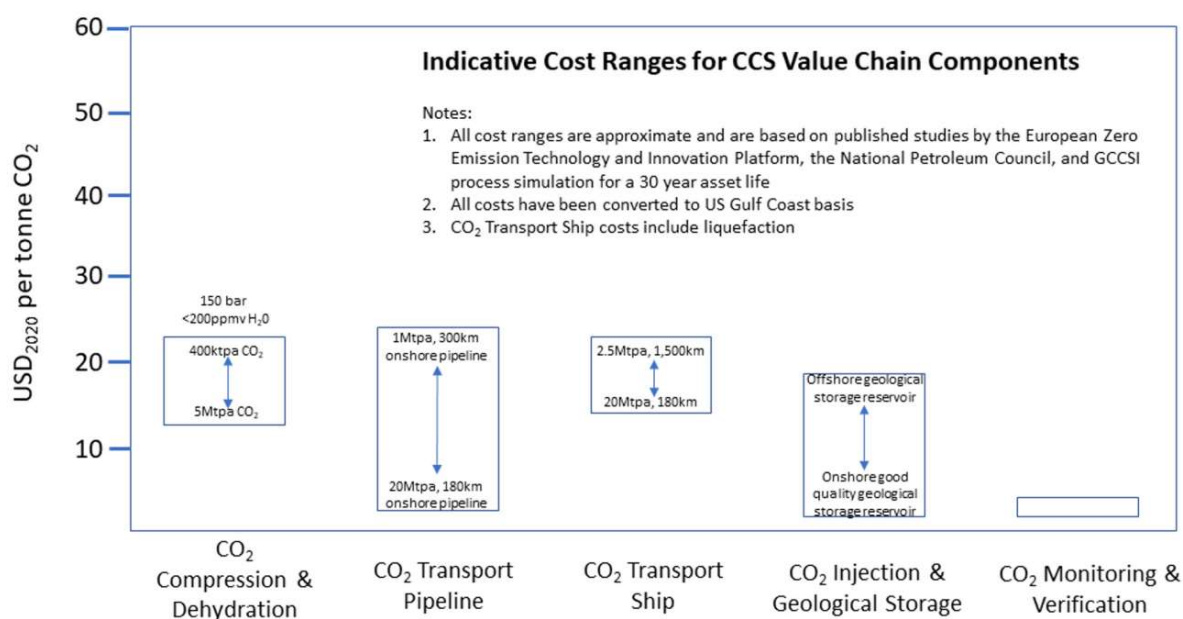 Indicative Cost Ranges for CCS Value Chain Components
Notes:
1. All cost ranges are approximate and are based on published studies by the European Zero
Emission Technology and Innovation Platform, the National Petroleum Council, and GCCSI
process simulation for a 30 year asset life
2. All costs have been converted to US Gulf Coast basis
3. CO₂ Transport Ship costs include liquefaction
USD₂₀₂₀ per tonne CO₂
60
50
40
30
20
10
150 bar
<200ppmv H₂0
400ktpa CO₂
5Mtpa CO₂
1Mtpa, 300km
onshore pipeline
20Mtpa, 180km
onshore pipeline
2.5Mtpa, 1,500km
20Mtpa, 180km
Offshore geological
storage reservoir
Onshore good
quality geological
storage reservoir
CO₂
Compression &
Dehydration
CO₂ Transport
Pipeline
CO₂ Transport
Ship
CO₂ Injection &
Geological Storage
CO₂ Monitoring &
Verification